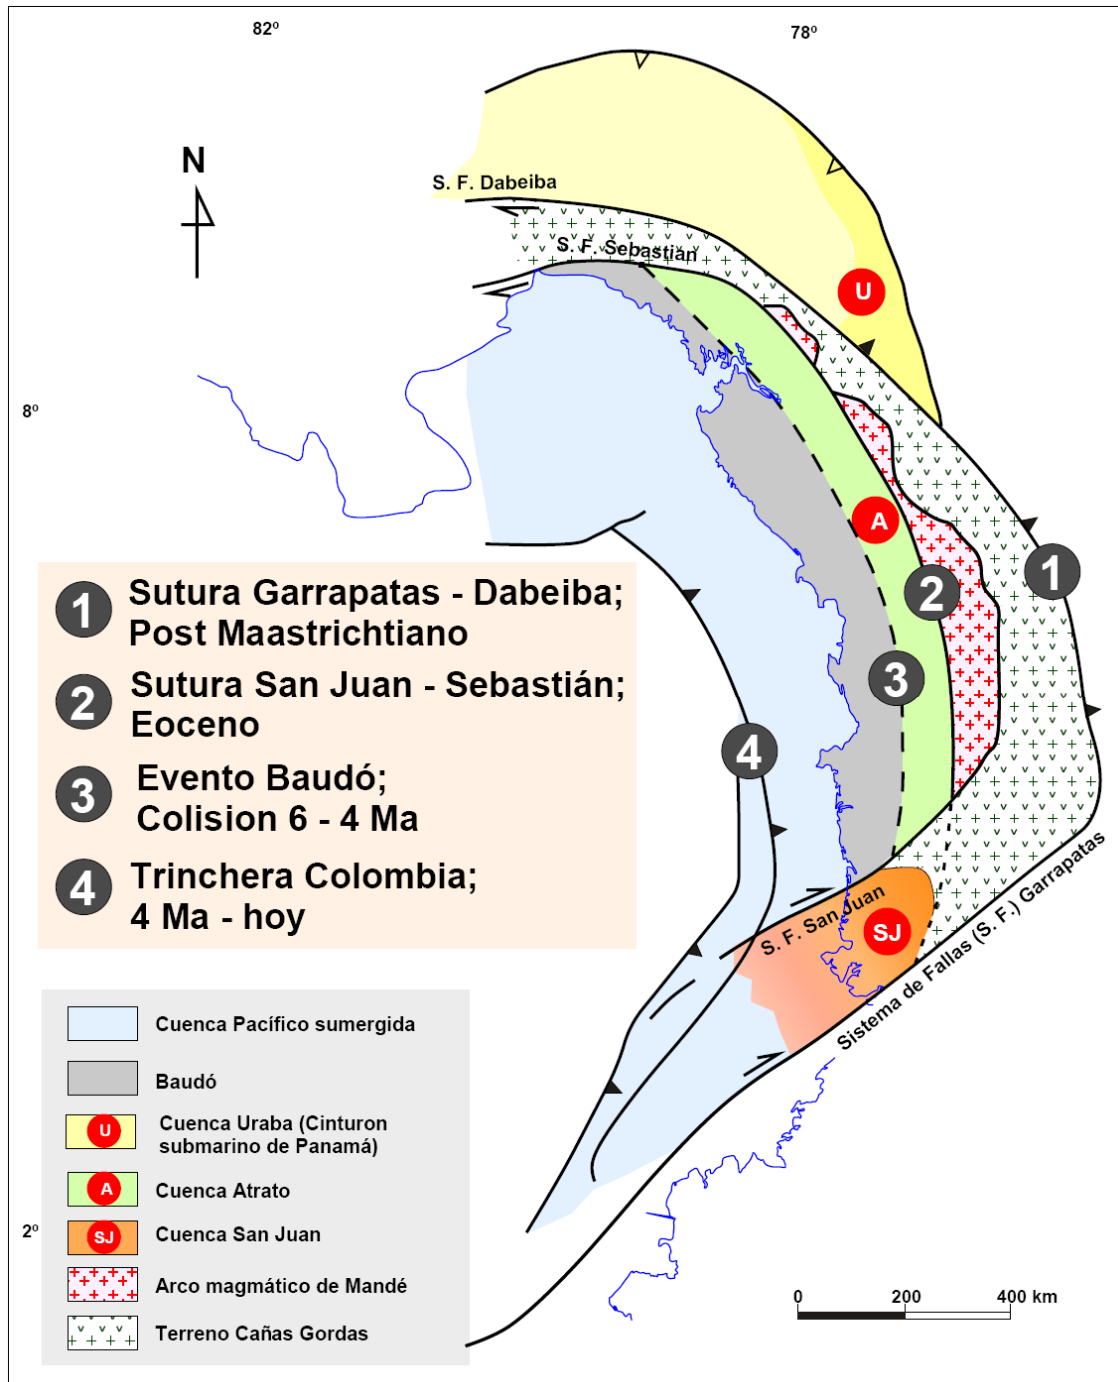 82º
78º
N
S. F. Dabeiba
S. F. Sebastian
U
8º
A
1
2
3
4
1 Sutura Garrapatas - Dabeiba;
Post Maastrichtiano
2 Sutura San Juan - Sebastián;
Eoceno
3 Evento Baudó;
Colision 6 - 4 Ma
4 Trinchera Colombia;
4 Ma - hoy
S. F. San Juan
SJ
Sistema de Fallas (S. F.) Garrapatas
Cuenca Pacífico sumergida
Baudó
U Cuenca Uraba (Cinturon
submarino de Panamá)
A Cuenca Atrato
2º
SJ Cuenca San Juan
Arco magmático de Mandé
Terreno Cañas Gordas
0 200 400 km